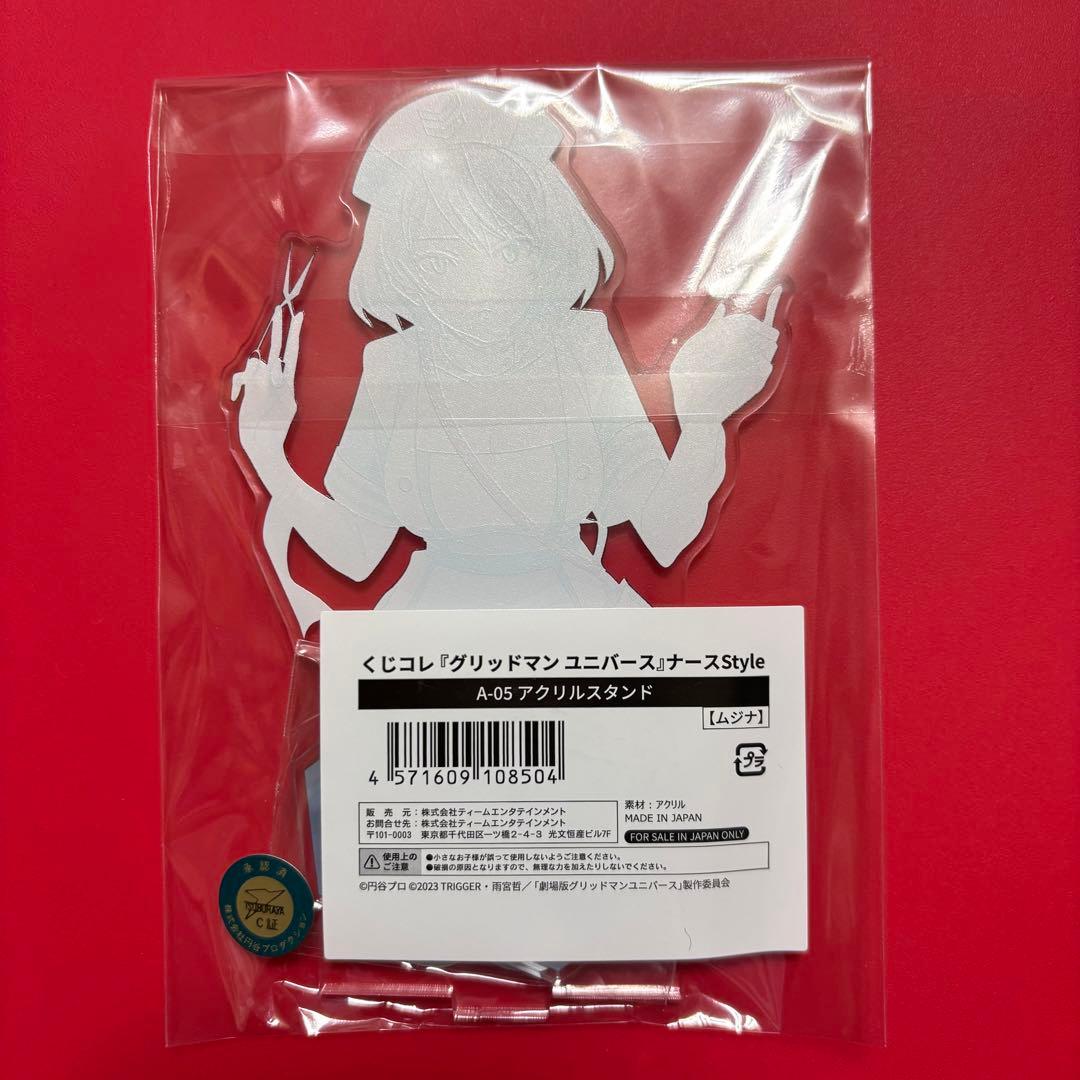 くじコレ『グリッドマン ユニバース』ナースStyle
A-05 アクリルスタンド
【ムジナ】
4 571609 108504
プラ
販 売 元：株式会社ティームエンタテインメント
お問合せ先：株式会社ティームエンタテインメント
〒101-0003 東京都千代田区一ツ橋2-4-3 光文恒産ビル7F
素材：アクリル
MADE IN JAPAN
FOR SALE IN JAPAN ONLY
使用上の
ご注意
●小さなお子様が誤って使用しないようご注意ください。
●破損の原因となりますので、無理な力を加えたりしないでください。
©円谷プロ ©2023 TRIGGER・雨宮哲／「劇場版グリッドマンユニバース」製作委員会
承認済
TSUBURAYA
C証
株式会社円谷プロダクション